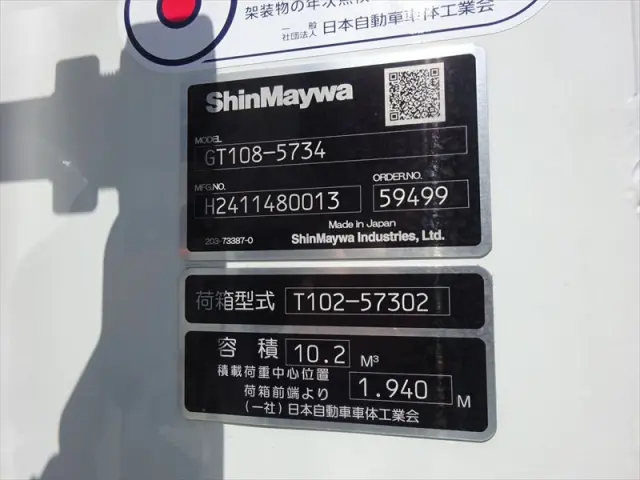 架装物の年次点検
一般
社団法人 日本自動車車体工業会
ShinMaywa
MODEL
GT108-5734
MFG.NO. ORDER.NO.
H2411480013 59499
Made in Japan
203-73387-0 ShinMaywa Industries, Ltd.
荷箱型式 T102-57302
容積 10.2 M³
積載荷重中心位置
荷箱前端より 1.940 M
(一社)日本自動車車体工業会